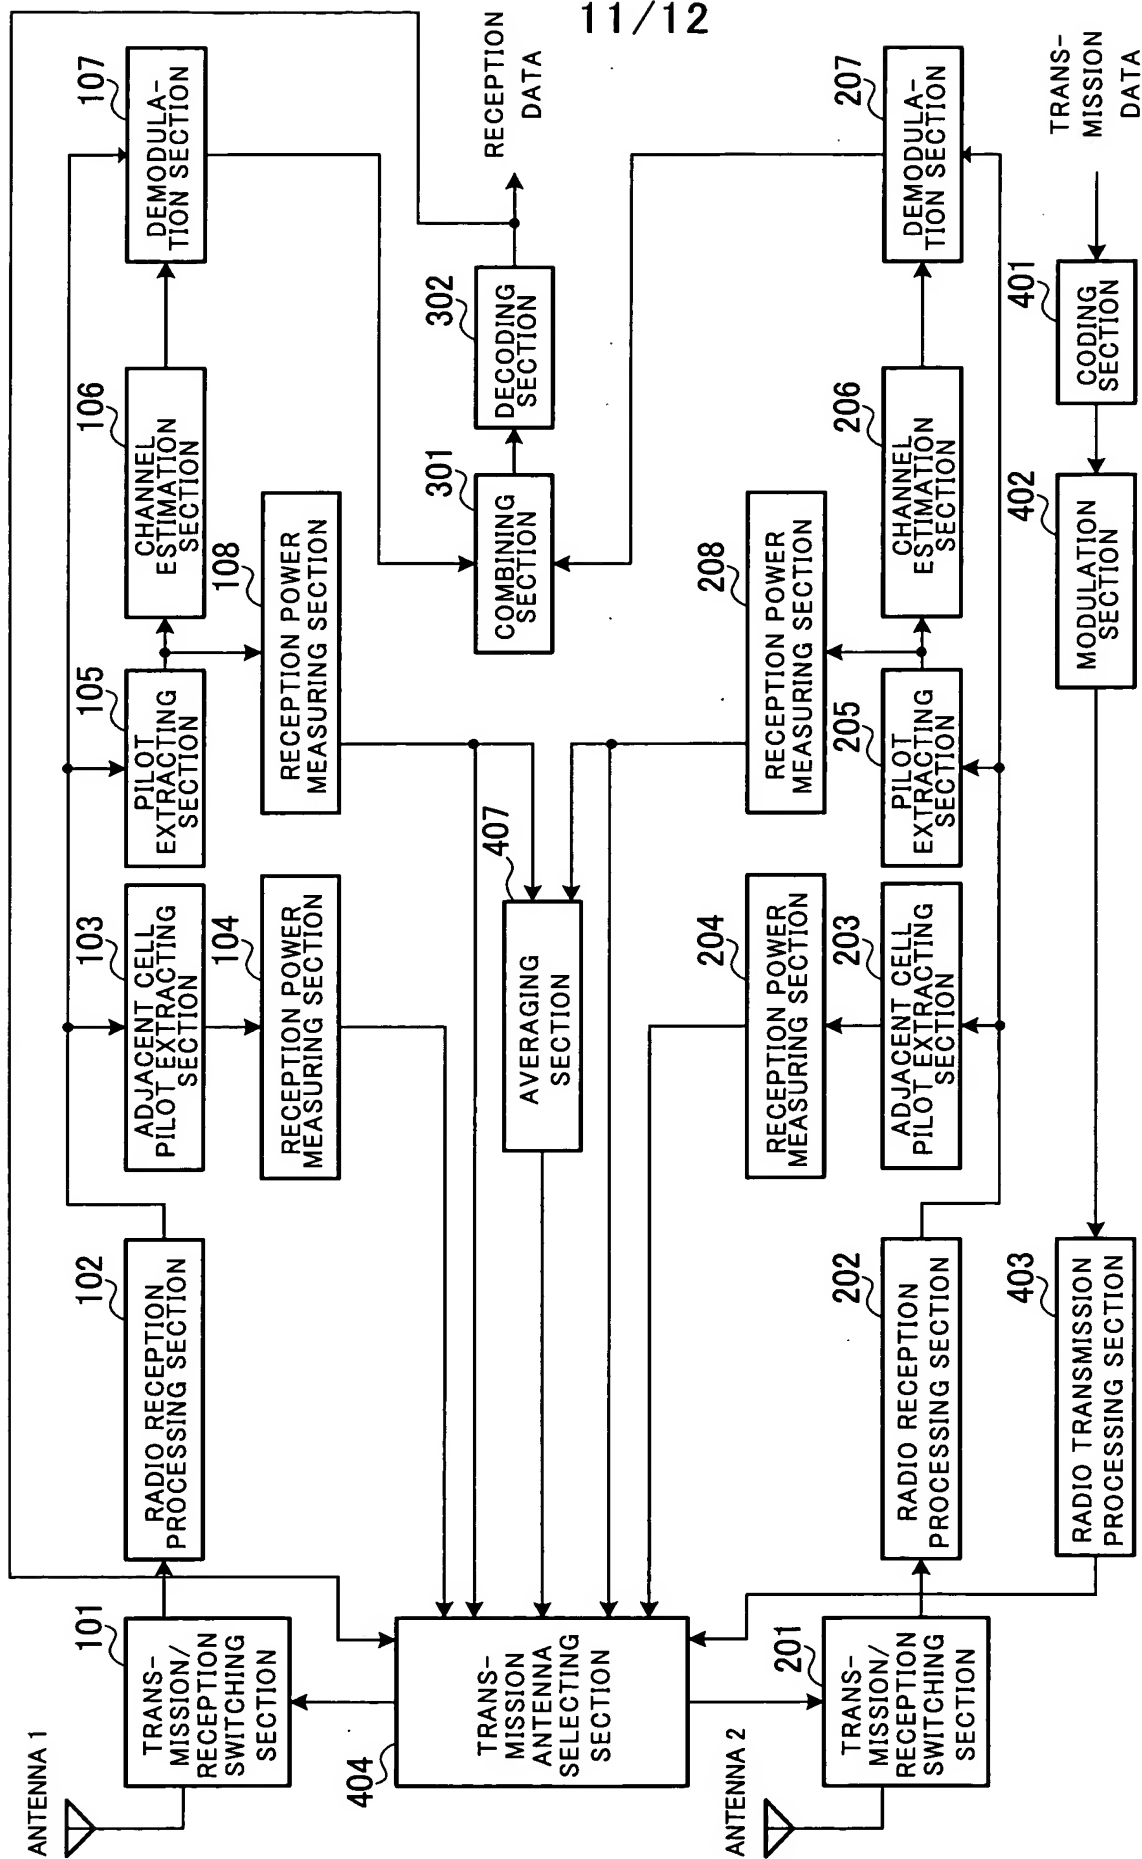 11/12
ANTENNA 1
101
TRANS-
MISSION/
RECEPTION
SWITCHING
SECTION
102
RADIO RECEPTION
PROCESSING SECTION
103
ADJACENT CELL
PILOT EXTRACTING
SECTION
104
RECEPTION POWER
MEASURING SECTION
105
PILOT
EXTRACTING
SECTION
106
CHANNEL
ESTIMATION
SECTION
107
DEMODULA-
TION SECTION
108
RECEPTION POWER
MEASURING SECTION
404
TRANS-
MISSION
ANTENNA
SELECTING
SECTION
407
AVERAGING
SECTION
301
COMBINING
SECTION
302
DECODING
SECTION
RECEPTION
DATA
ANTENNA 2
201
TRANS-
MISSION/
RECEPTION
SWITCHING
SECTION
202
RADIO RECEPTION
PROCESSING SECTION
204
RECEPTION POWER
MEASURING SECTION
203
ADJACENT CELL
PILOT EXTRACTING
SECTION
208
RECEPTION POWER
MEASURING SECTION
205
PILOT
EXTRACTING
SECTION
206
CHANNEL
ESTIMATION
SECTION
207
DEMODULA-
TION SECTION
403
RADIO TRANSMISSION
PROCESSING SECTION
402
MODULATION
SECTION
401
CODING
SECTION
TRANS-
MISSION
DATA